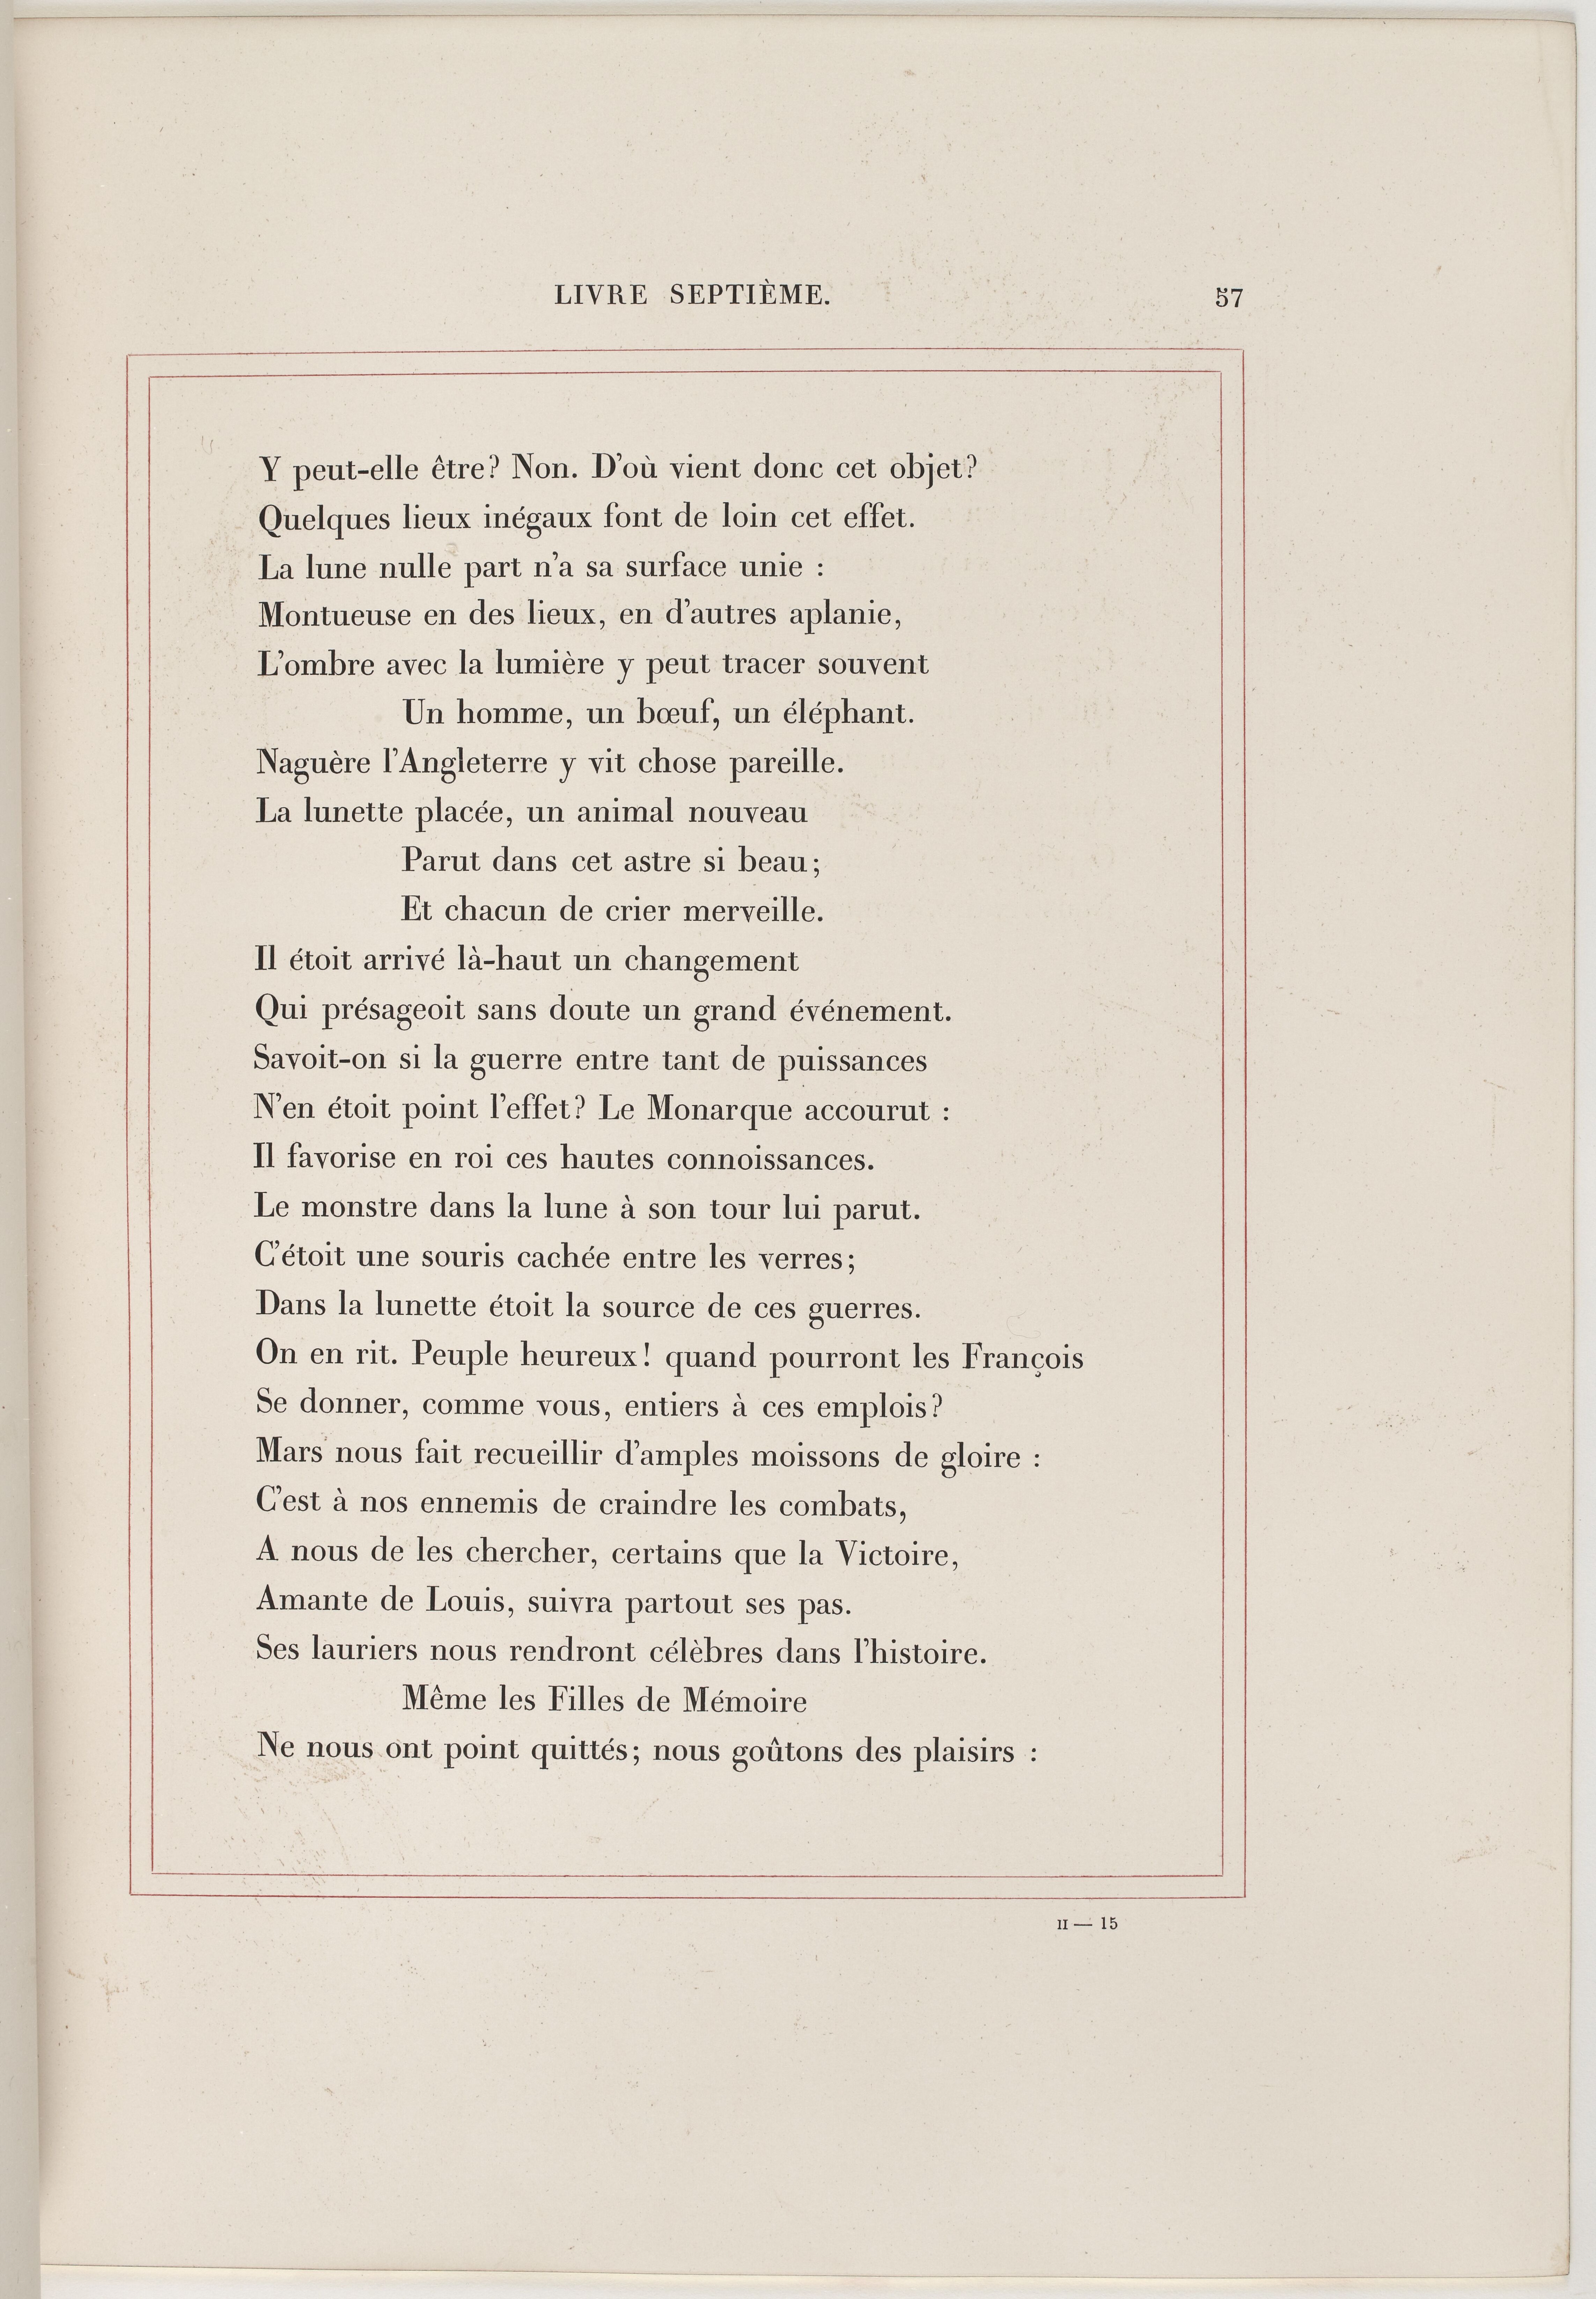 LIVRE SEPTIÈME. 57
Y peut-elle être? Non. D'où vient donc cet objet?
Quelques lieux inégaux font de loin cet effet.
La lune nulle part n'a sa surface unie :
Montueuse en des lieux, en d'autres aplanie,
L'ombre avec la lumière y peut tracer souvent
Un homme, un bœuf, un éléphant.
Naguère l'Angleterre y vit chose pareille.
La lunette placée, un animal nouveau
Parut dans cet astre si beau;
Et chacun de crier merveille.
Il étoit arrivé là-haut un changement
Qui présageoit sans doute un grand événement.
Savoit-on si la guerre entre tant de puissances
N'en étoit point l'effet? Le Monarque accourut :
Il favorise en roi ces hautes connoissances.
Le monstre dans la lune à son tour lui parut.
C'étoit une souris cachée entre les verres;
Dans la lunette étoit la source de ces guerres.
On en rit. Peuple heureux! quand pourront les François
Se donner, comme vous, entiers à ces emplois?
Mars nous fait recueillir d'amples moissons de gloire :
C'est à nos ennemis de craindre les combats,
A nous de les chercher, certains que la Victoire,
Amante de Louis, suivra partout ses pas.
Ses lauriers nous rendront célèbres dans l'histoire.
Même les Filles de Mémoire
Ne nous ont point quittés; nous goûtons des plaisirs :
II — 15